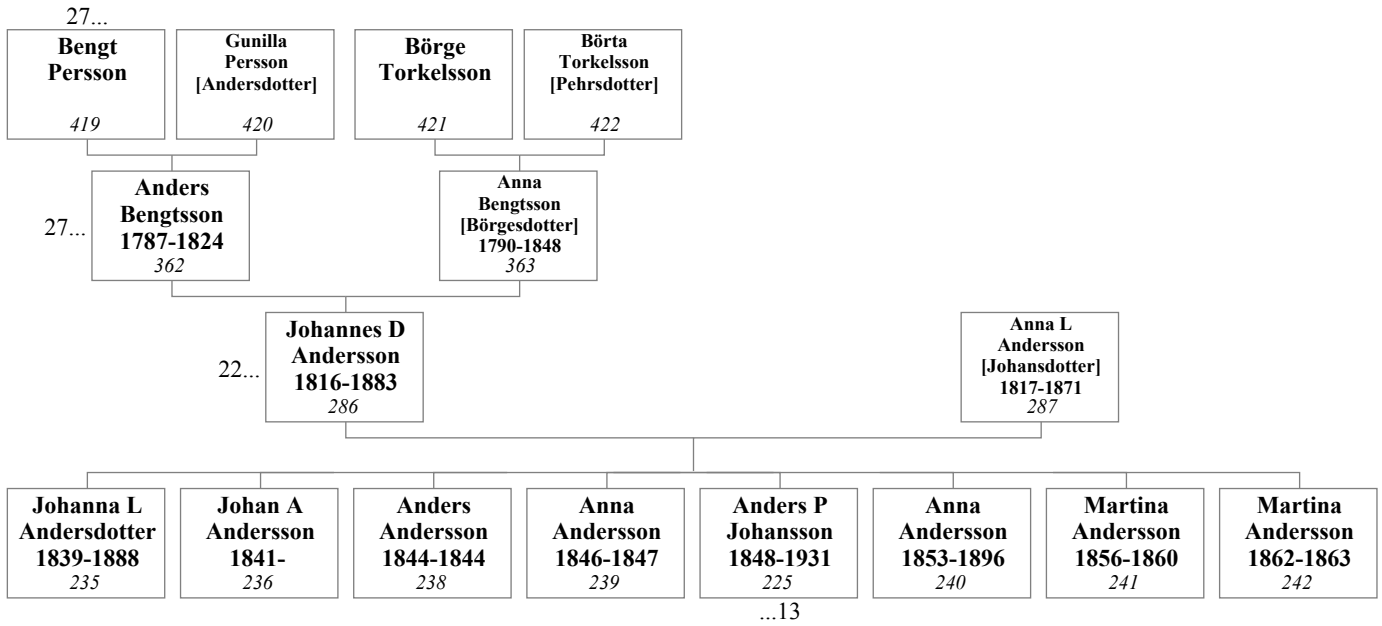 27...
Bengt
Persson
419
Gunilla
Persson
[Andersdotter]
420
Börge
Torkelsson
421
Börta
Torkelsson
[Pehrsdotter]
422
27...
Anders
Bengtsson
1787-1824
362
Anna
Bengtsson
[Börgesdotter]
1790-1848
363
22...
Johannes D
Andersson
1816-1883
286
Anna L
Andersson
[Johansdotter]
1817-1871
287
Johanna L
Andersdotter
1839-1888
235
Johan A
Andersson
1841-
236
Anders
Andersson
1844-1844
238
Anna
Andersson
1846-1847
239
Anders P
Johansson
1848-1931
225
Anna
Andersson
1853-1896
240
Martina
Andersson
1856-1860
241
Martina
Andersson
1862-1863
242
...13